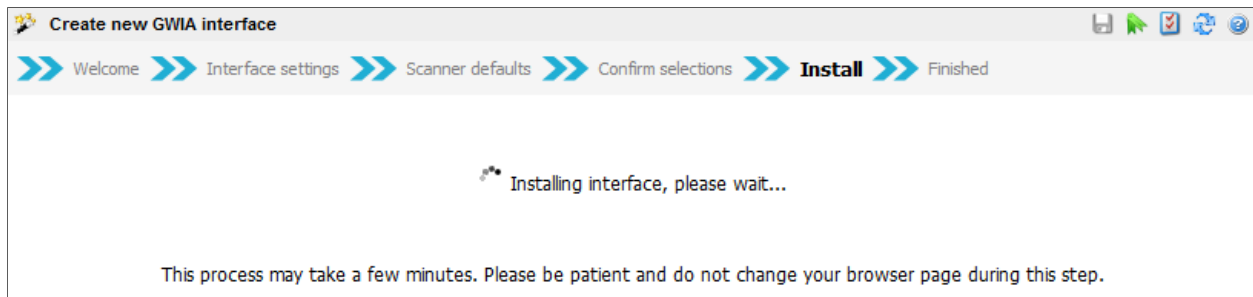 Create new GWIA interface
Welcome Interface settings Scanner defaults Confirm selections Install Finished
Installing interface, please wait...
This process may take a few minutes. Please be patient and do not change your browser page during this step.